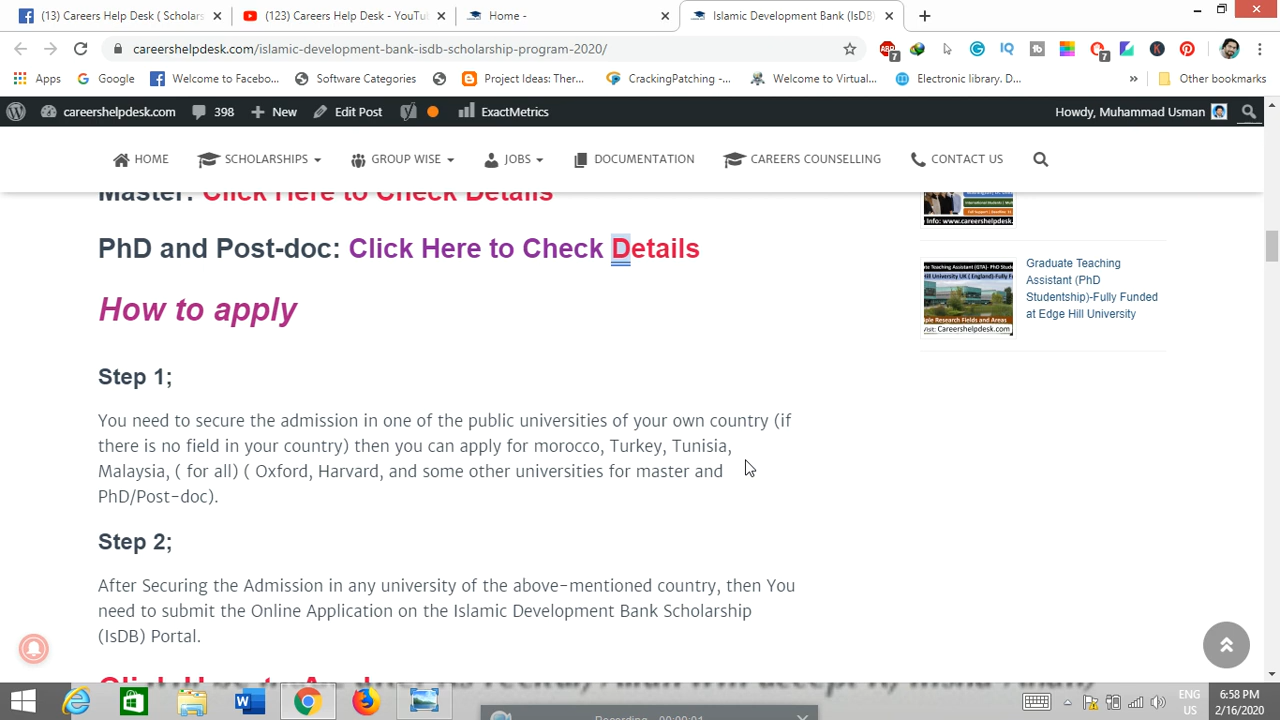 (13) Careers Help Desk ( Scholars
(123) Careers Help Desk - YouTu
Home -
Islamic Development Bank (IsDB)
careershelpdesk.com/islamic-development-bank-isdb-scholarship-program-2020/
Apps
Google
Welcome to Facebo...
Software Categories
Project Ideas: Ther...
CrackingPatching -...
Welcome to Virtual...
Electronic library. D...
Other bookmarks
careershelpdesk.com
398
New
Edit Post
ExactMetrics
Howdy, Muhammad Usman
HOME
SCHOLARSHIPS
GROUP WISE
JOBS
DOCUMENTATION
CAREERS COUNSELLING
CONTACT US
Master: Click Here to Check Details
PhD and Post-doc: Click Here to Check Details
How to apply
Step 1;
You need to secure the admission in one of the public universities of your own country (if
there is no field in your country) then you can apply for morocco, Turkey, Tunisia,
Malaysia, ( for all) ( Oxford, Harvard, and some other universities for master and
PhD/Post-doc).
Step 2;
After Securing the Admission in any university of the above-mentioned country, then You
need to submit the Online Application on the Islamic Development Bank Scholarship
(IsDB) Portal.
Graduate Teaching
Assistant (PhD
Studentship)-Fully Funded
at Edge Hill University
Multiple Research Fields and Areas
Visit: Careershelpdesk.com
ENG
US
6:58 PM
2/16/2020